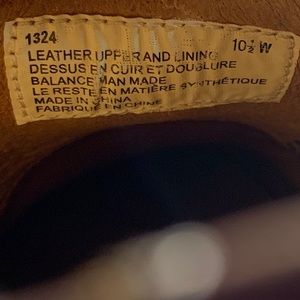 1324 10½ W
LEATHER UPPER AND LINING
DESSUS EN CUIR ET DOUBLURE
BALANCE MAN MADE
LE RESTE EN MATIÈRE SYNTHÉTIQUE
MADE IN CHINA
FABRIQUÉ EN CHINE